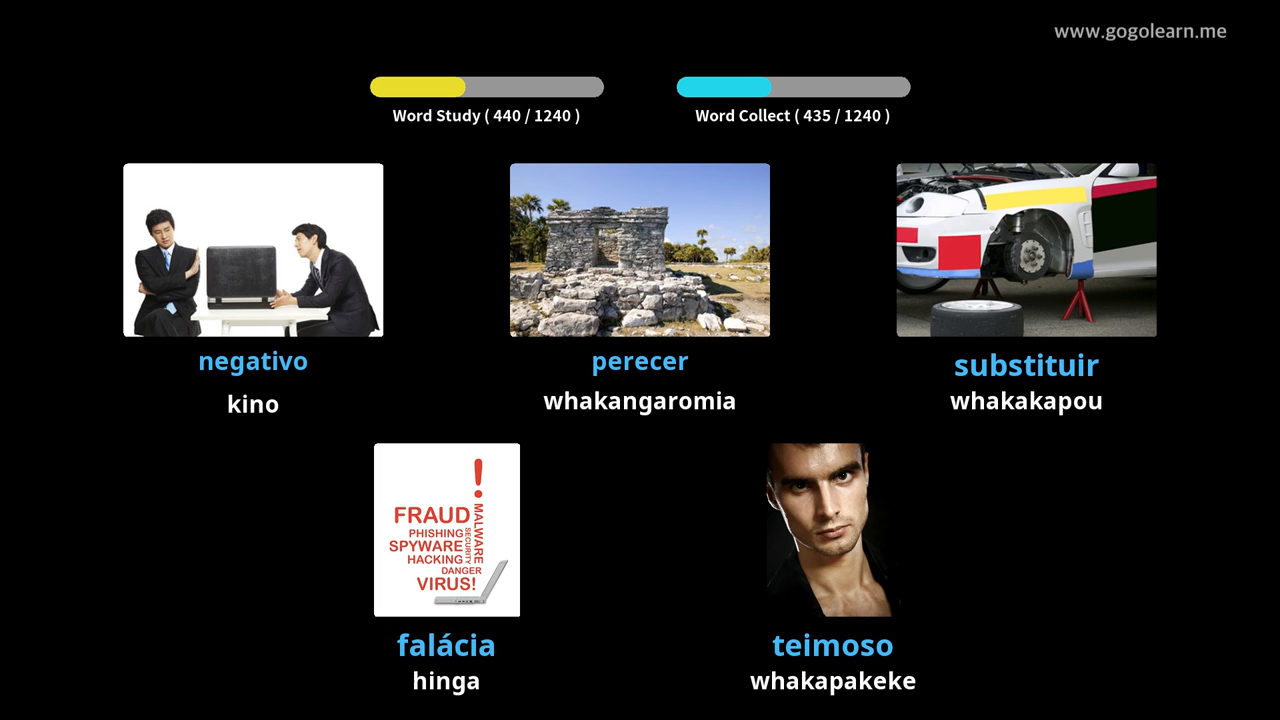 www.gogolearn.me
Word Study ( 440 / 1240 )
Word Collect ( 435 / 1240 )
negativo
kino
perecer
whakangaromia
substituir
whakakapou
!
FRAUD
MALWARE
PHISHING
SECURITY
SPYWARE
HACKING
DANGER
VIRUS!
falácia
hinga
teimoso
whakapakeke